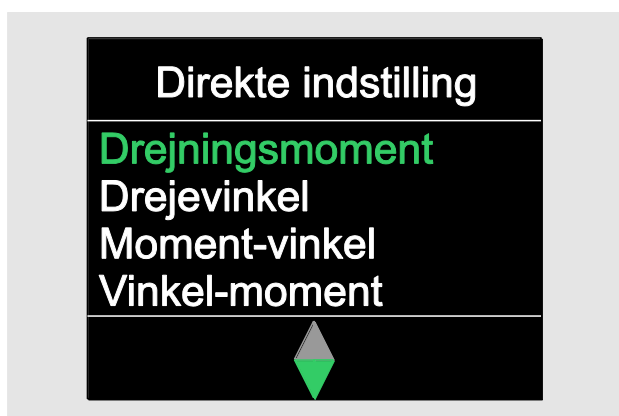 Direkte indstilling
Drejningsmoment
Drejevinkel
Moment-vinkel
Vinkel-moment